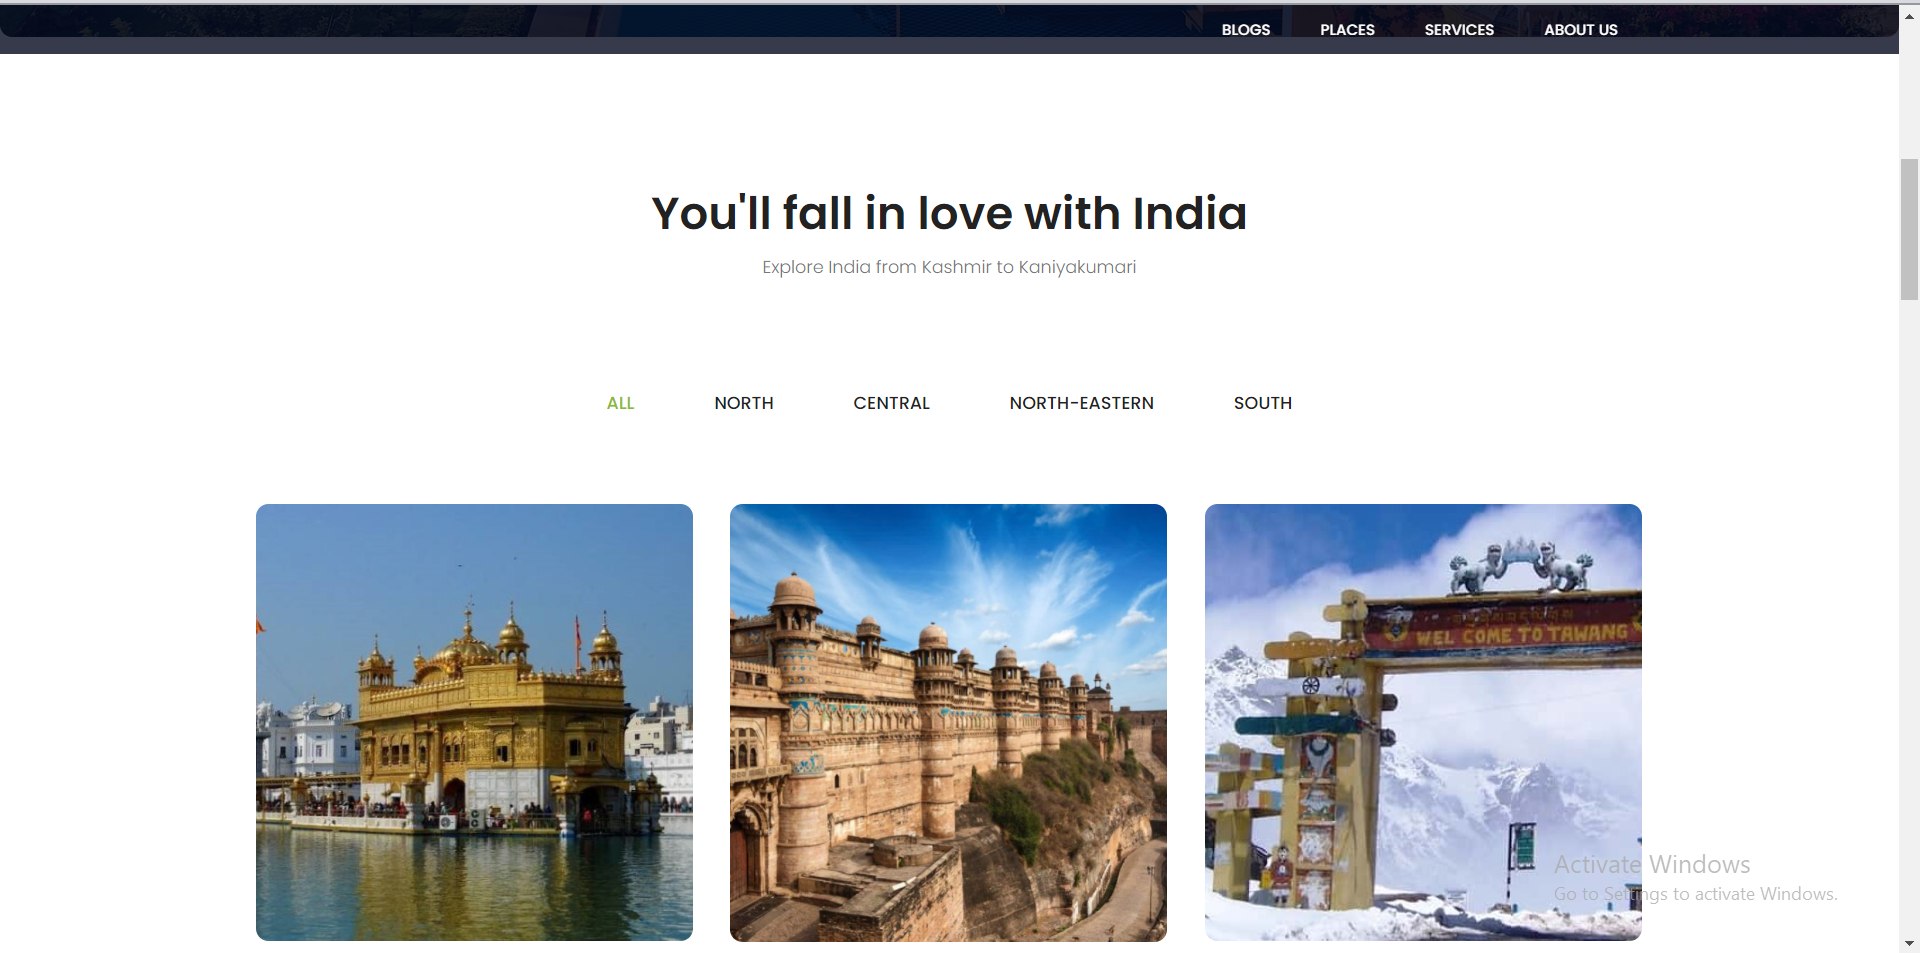 BLOGS PLACES SERVICES ABOUT US
You'll fall in love with India
Explore India from Kashmir to Kaniyakumari
ALL NORTH CENTRAL NORTH-EASTERN SOUTH
WEL COME TO TAWANG
Activate Windows
Go to Settings to activate Windows.